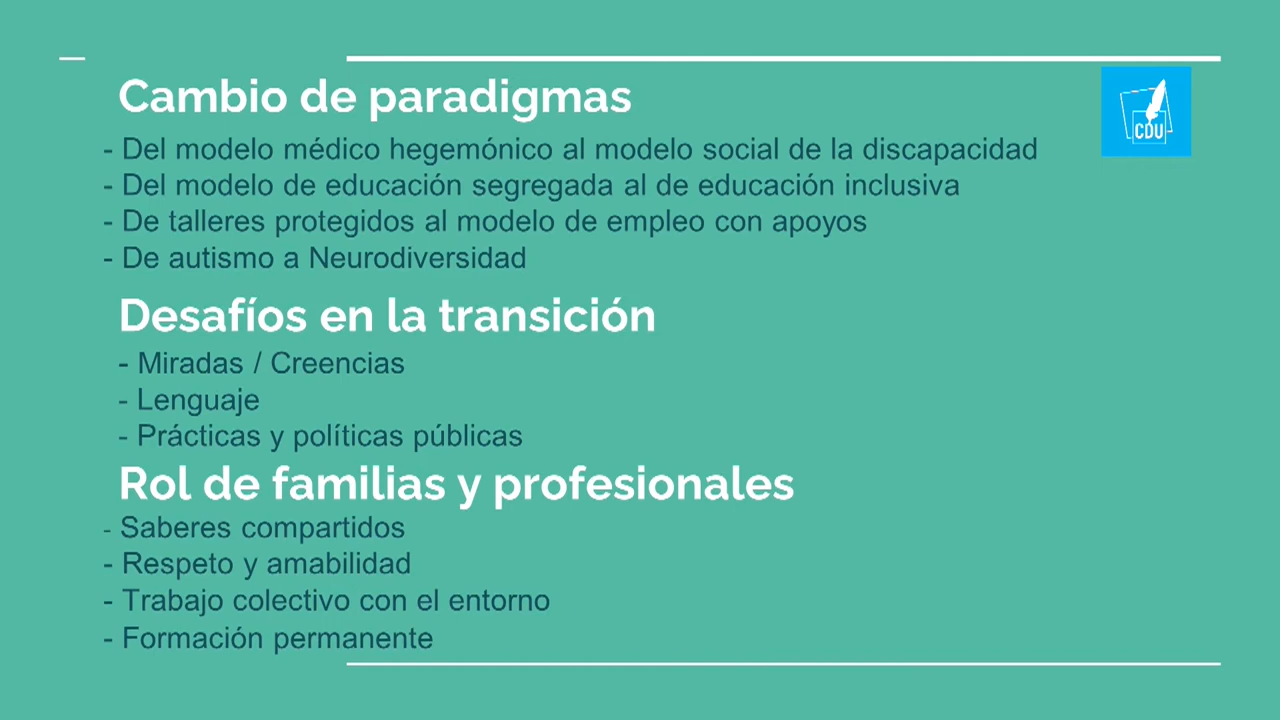 Cambio de paradigmas
CDU
- Del modelo médico hegemónico al modelo social de la discapacidad
- Del modelo de educación segregada al de educación inclusiva
- De talleres protegidos al modelo de empleo con apoyos
- De autismo a Neurodiversidad
Desafíos en la transición
- Miradas / Creencias
- Lenguaje
- Prácticas y políticas públicas
Rol de familias y profesionales
- Saberes compartidos
- Respeto y amabilidad
- Trabajo colectivo con el entorno
- Formación permanente